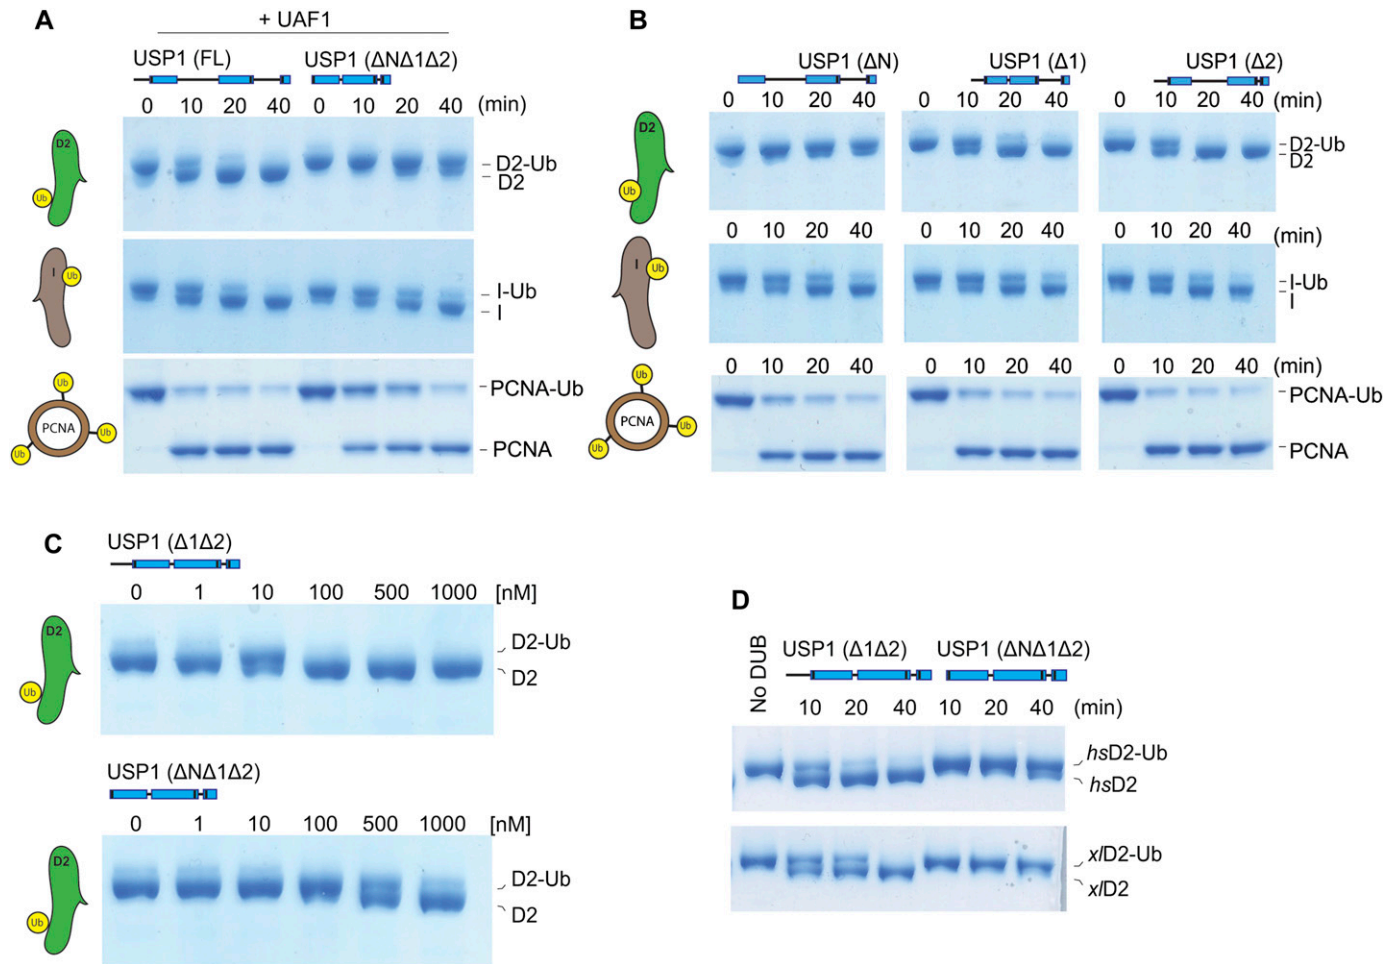 A
+ UAF1
USP1 (FL) USP1 (ΔNΔ1Δ2)
0 10 20 40 0 10 20 40 (min)
D2
Ub
D2-Ub
D2
I
Ub
I-Ub
I
Ub
PCNA
Ub
Ub
PCNA-Ub
PCNA
B
USP1 (ΔN) USP1 (Δ1) USP1 (Δ2)
0 10 20 40 0 10 20 40 0 10 20 40 (min)
D2
Ub
D2-Ub
D2
0 10 20 40 0 10 20 40 0 10 20 40 (min)
I
Ub
I-Ub
I
0 10 20 40 0 10 20 40 0 10 20 40 (min)
Ub
PCNA
Ub
Ub
PCNA-Ub
PCNA
C
USP1 (Δ1Δ2)
0 1 10 100 500 1000 [nM]
D2
Ub
D2-Ub
D2
USP1 (ΔNΔ1Δ2)
0 1 10 100 500 1000 [nM]
D2
Ub
D2-Ub
D2
D
No DUB
USP1 (Δ1Δ2) USP1 (ΔNΔ1Δ2)
10 20 40 10 20 40 (min)
hsD2-Ub
hsD2
xlD2-Ub
xlD2